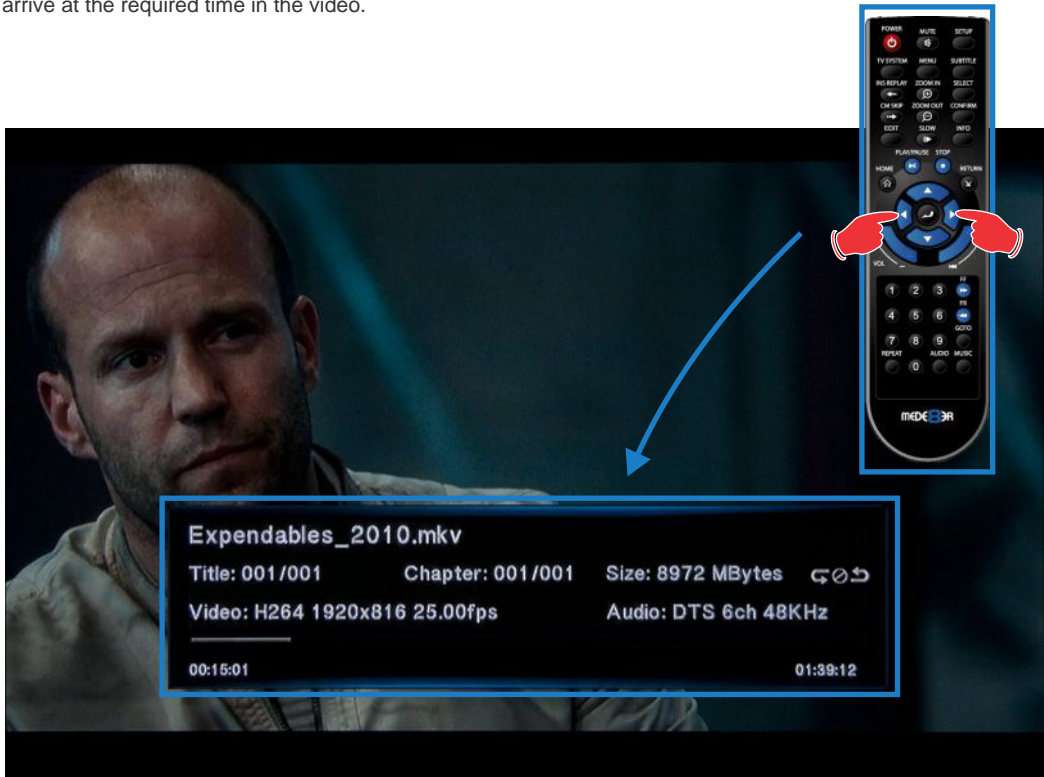 arrive at the required time in the video.
POWER MUTE SETUP
TV SYSTEM MENU SUBTITLE
INS REPLAY ZOOM IN SELECT
CM SKIP ZOOM OUT CONFIRM
EDIT SLOW INFO
PLAY/PAUSE STOP
HOME RETURN
VOL
FF
1 2 3
FR
4 5 6
GOTO
7 8 9
REPEAT AUDIO MUSIC
0
MEDE8ER
Expendables_2010.mkv
Title: 001/001 Chapter: 001/001 Size: 8972 MBytes
Video: H264 1920x816 25.00fps Audio: DTS 6ch 48KHz
00:15:01 01:39:12